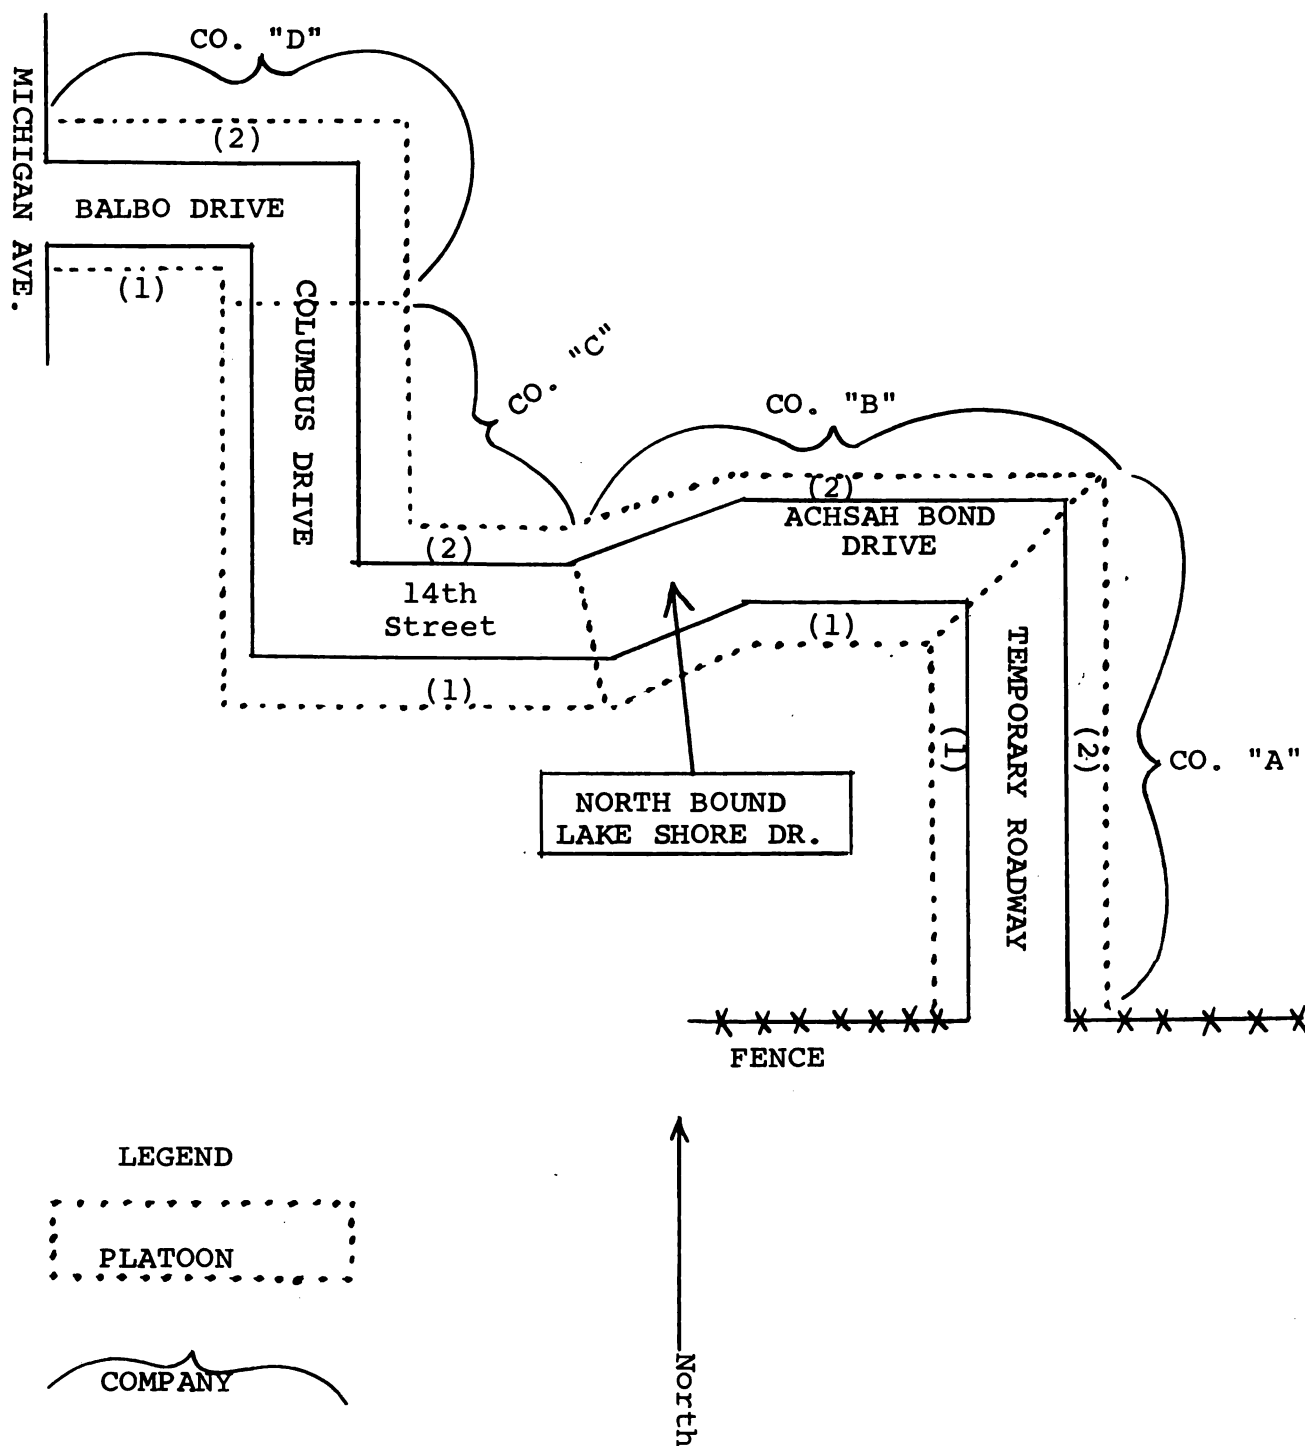 CO. "D"
MICHIGAN AVE.
(2)
BALBO DRIVE
(1)
COLUMBUS DRIVE
CO. "C"
CO. "B"
(2)
ACHSAH BOND
DRIVE
(2)
14th
Street
(1)
(1)
TEMPORARY ROADWAY
(1)
(2)
CO. "A"
NORTH BOUND
LAKE SHORE DR.
FENCE
LEGEND
PLATOON
COMPANY
North